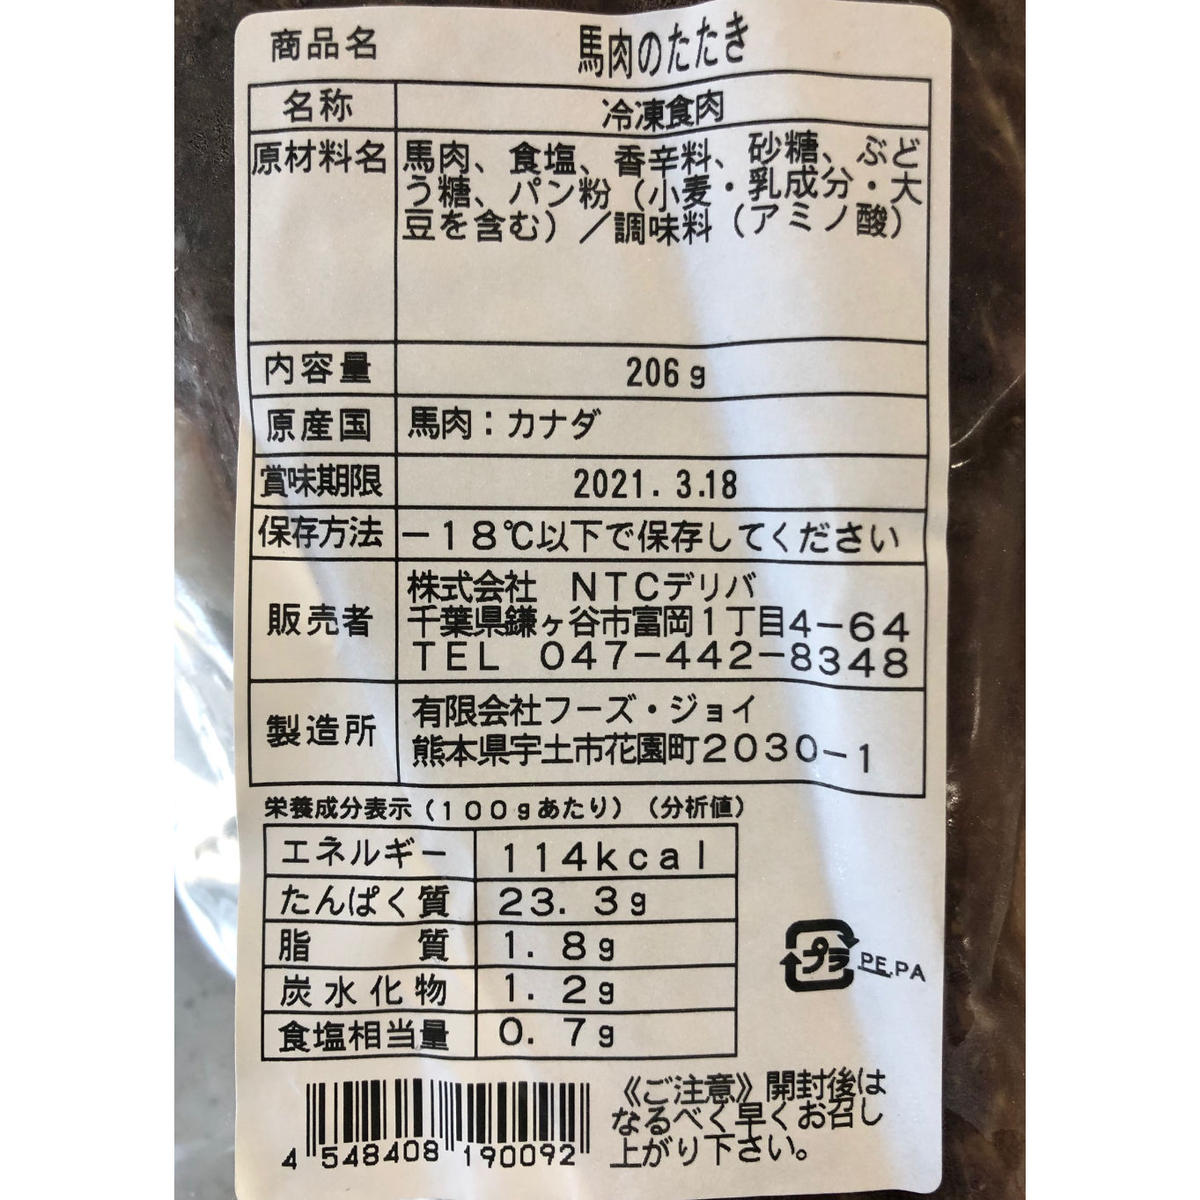 商品名 馬肉のたたき
名称 冷凍食肉
原材料名 馬肉、食塩、香辛料、砂糖、ぶど
う糖、パン粉（小麦・乳成分・大
豆を含む）／調味料（アミノ酸）
内容量 206g
原産国 馬肉：カナダ
賞味期限 2021. 3.18
保存方法 －18℃以下で保存してください
販売者 株式会社 NTCデリバ
千葉県鎌ヶ谷市富岡1丁目4－64
TEL 047－442－8348
製造所 有限会社フーズ・ジョイ
熊本県宇土市花園町2030－1
栄養成分表示（100gあたり）（分析値）
エネルギー 114kcal
たんぱく質 23.3g
脂質 1.8g
炭水化物 1.2g
食塩相当量 0.7g
プラ PE.PA
4 548408 190092
《ご注意》開封後は
なるべく早くお召し
上がり下さい。